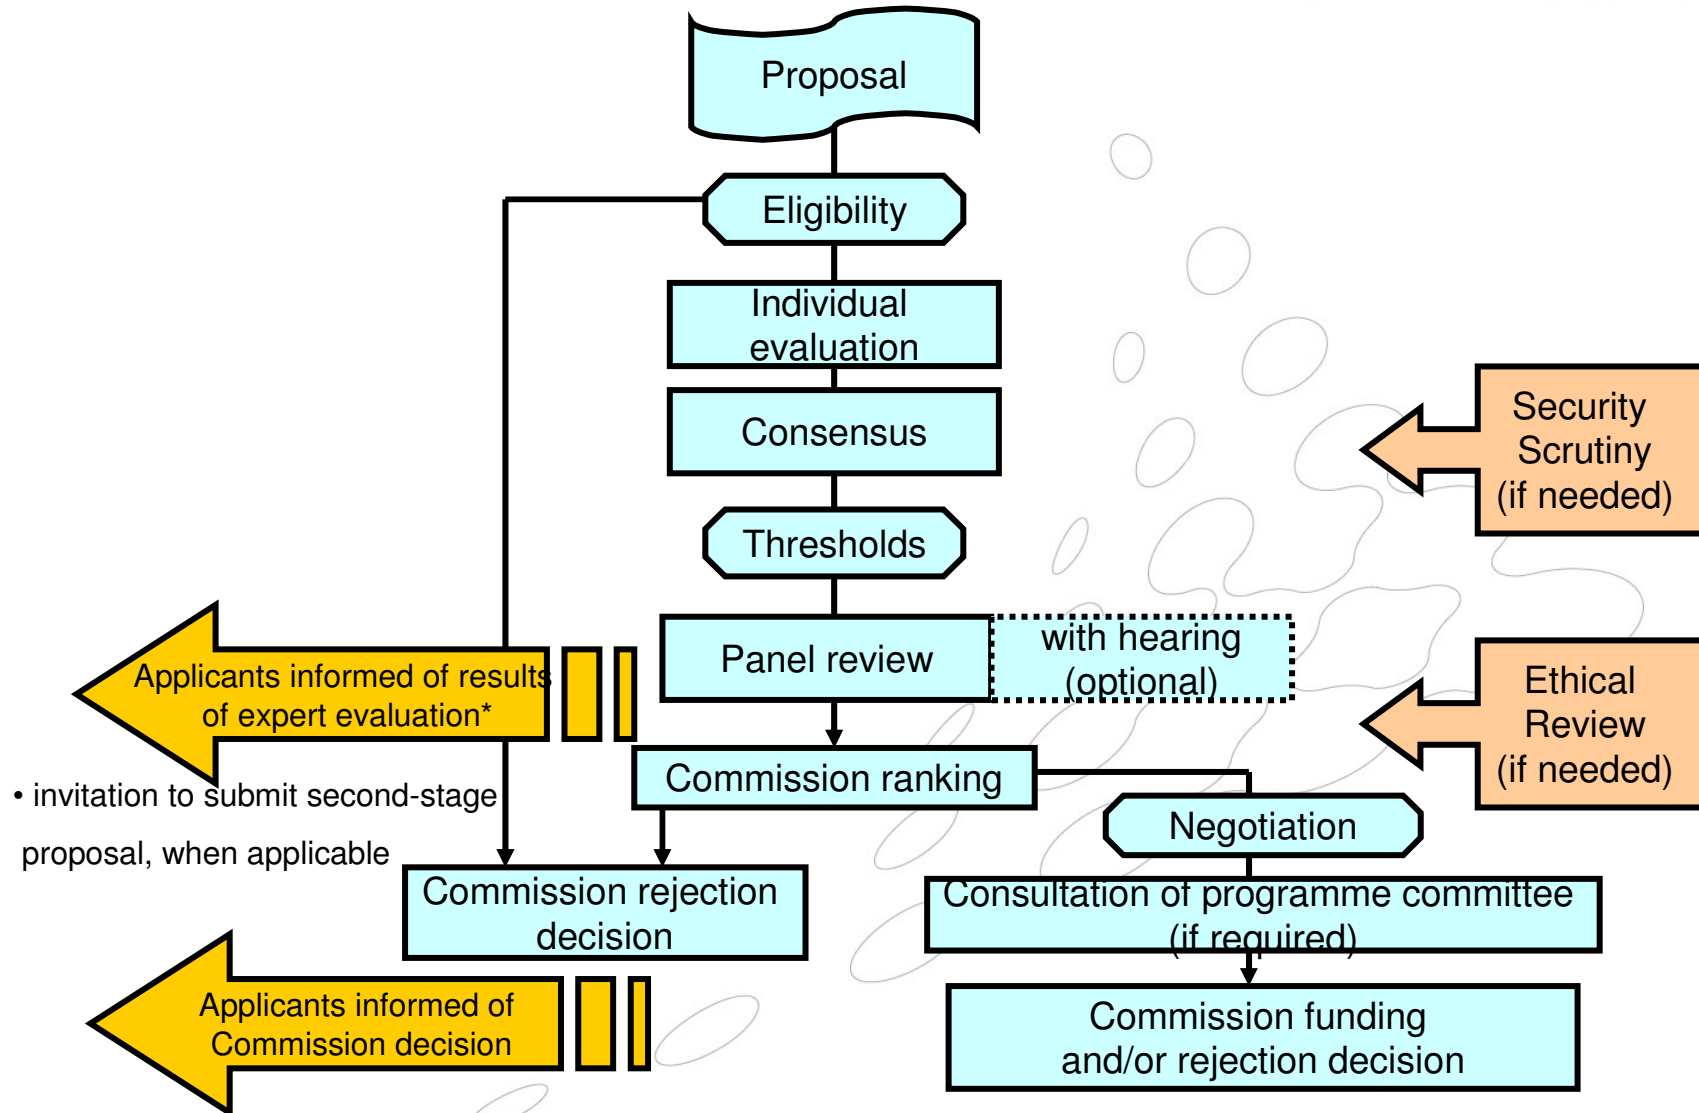 Proposal
Eligibility
Individual
evaluation
Consensus
Security
Scrutiny
(if needed)
Thresholds
Panel review
with hearing
(optional)
Applicants informed of results
of expert evaluation*
Ethical
Review
(if needed)
Commission ranking
• invitation to submit second-stage
proposal, when applicable
Negotiation
Commission rejection
decision
Consultation of programme committee
(if required)
Applicants informed of
Commission decision
Commission funding
and/or rejection decision